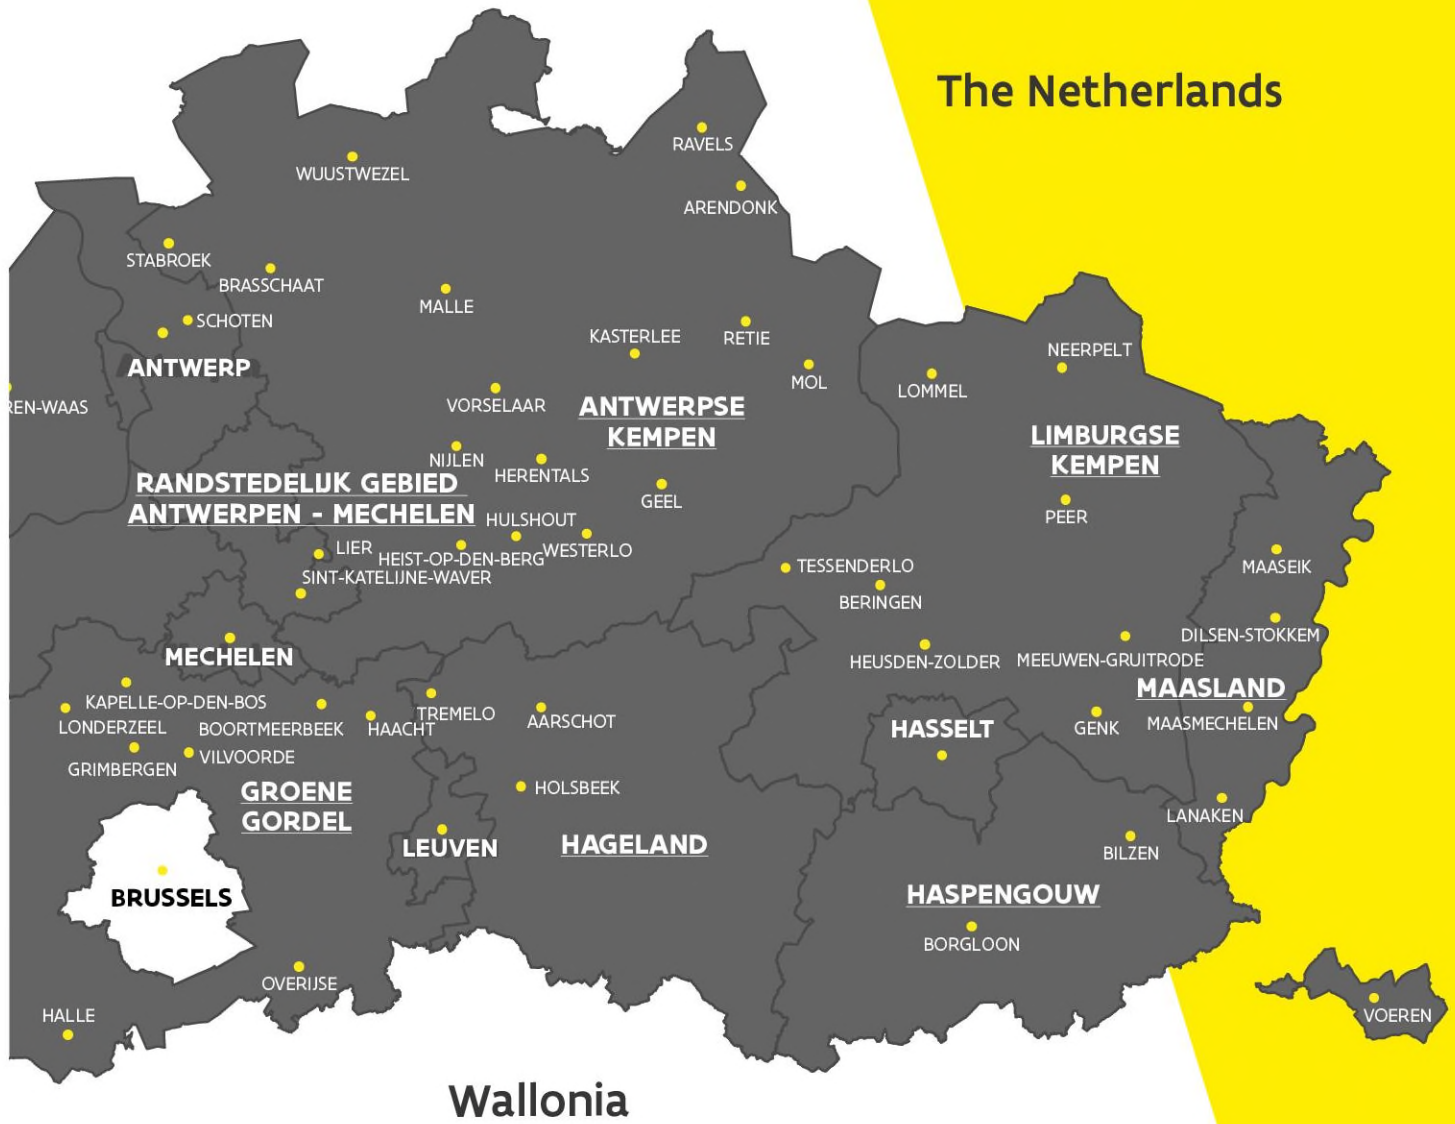 The Netherlands
RAVELS
WUUSTWEZEL
ARENDONK
STABROEK
BRASSCHAAT
MALLE
SCHOTEN
KASTERLEE
RETIE
NEERPELT
ANTWERP
MOL
LOMMEL
REN-WAAS
VORSELAAR
ANTWERPSE
KEMPEN
LIMBURGSE
KEMPEN
NIJLEN
HERENTALS
RANDSTEDELIJK GEBIED
ANTWERPEN - MECHELEN
GEEL
HULSHOUT
PEER
LIER
HEIST-OP-DEN-BERG
WESTERLO
SINT-KATELIJNE-WAVER
TESSENDERLO
MAASEIK
BERINGEN
DILSEN-STOKKEM
MECHELEN
HEUSDEN-ZOLDER
MEEUWEN-GRUITRODE
MAASLAND
KAPELLE-OP-DEN-BOS
TREMELO
AARSCHOT
LONDERZEEL
BOORTMEERBEEK
HAACHT
HASSELT
GENK
MAASMECHELEN
VILVOORDE
GRIMBERGEN
GROENE
GORDEL
HOLSBEEK
LANAKEN
LEUVEN
HAGELAND
BILZEN
BRUSSELS
HASPENGOUW
BORGLOON
OVERIJSE
HALLE
VOEREN
Wallonia